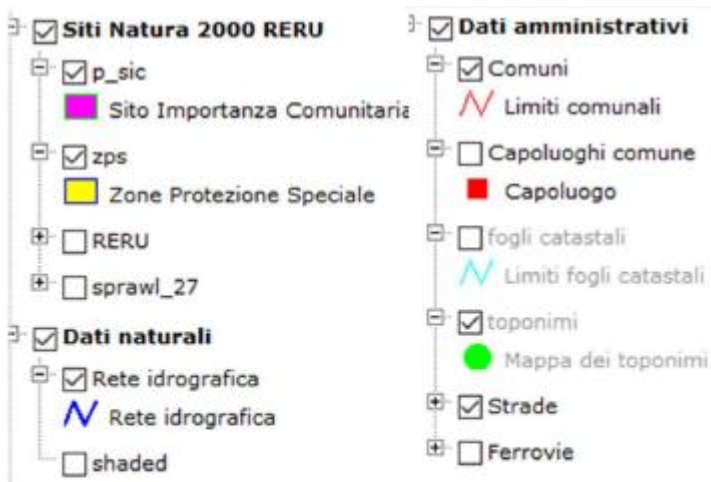 Siti Natura 2000 RERU
p_sic
Sito Importanza Comunitaria
zps
Zone Protezione Speciale
RERU
sprawl_27
Dati naturali
Rete idrografica
Rete idrografica
shaded
Dati amministrativi
Comuni
Limiti comunali
Capoluoghi comune
Capoluogo
fogli catastali
Limiti fogli catastali
toponimi
Mappa dei toponimi
Strade
Ferrovie